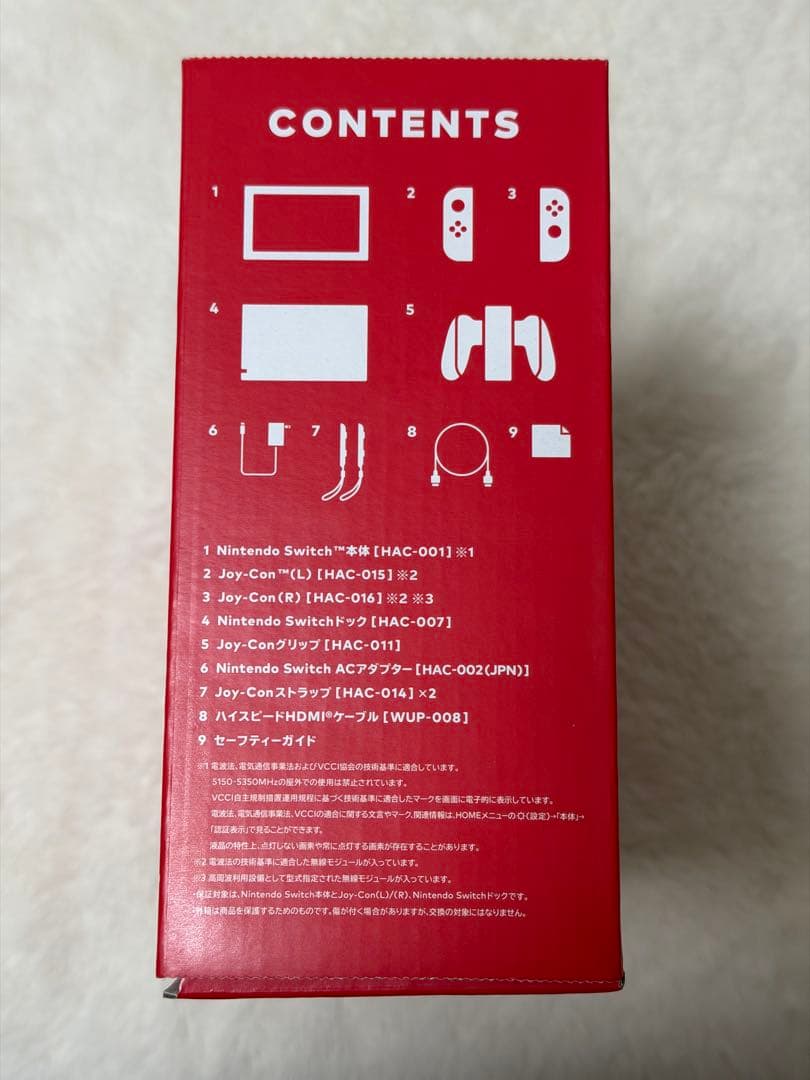 CONTENTS
1
2
3
4
5
6
7
8
9
1 Nintendo Switch™本体 [HAC-001] ※1
2 Joy-Con™(L) [HAC-015] ※2
3 Joy-Con(R) [HAC-016] ※2 ※3
4 Nintendo Switchドック [HAC-007]
5 Joy-Conグリップ [HAC-011]
6 Nintendo Switch ACアダプター [HAC-002(JPN)]
7 Joy-Conストラップ [HAC-014] ×2
8 ハイスピードHDMI®ケーブル [WUP-008]
9 セーフティーガイド
※1 電波法、電気通信事業法およびVCCI協会の技術基準に適合しています。
5150-5350MHzの屋外での使用は禁止されています。
VCCI自主規制措置運用規程に基づく技術基準に適合したマークを画面に電子的に表示しています。
電波法、電気通信事業法、VCCIの適合に関する文言やマーク、関連情報は、HOMEメニューの⚙(設定)→「本体」→
「認証表示」で見ることができます。
液晶の特性上、点灯しない画素や常に点灯する画素が存在することがあります。
※2 電波法の技術基準に適合した無線モジュールが入っています。
※3 高周波利用設備として型式指定された無線モジュールが入っています。
・保証対象は、Nintendo Switch本体とJoy-Con(L)/(R)、Nintendo Switchドックです。
・外箱は商品を保護するためのものです。傷が付く場合がありますが、交換の対象にはなりません。